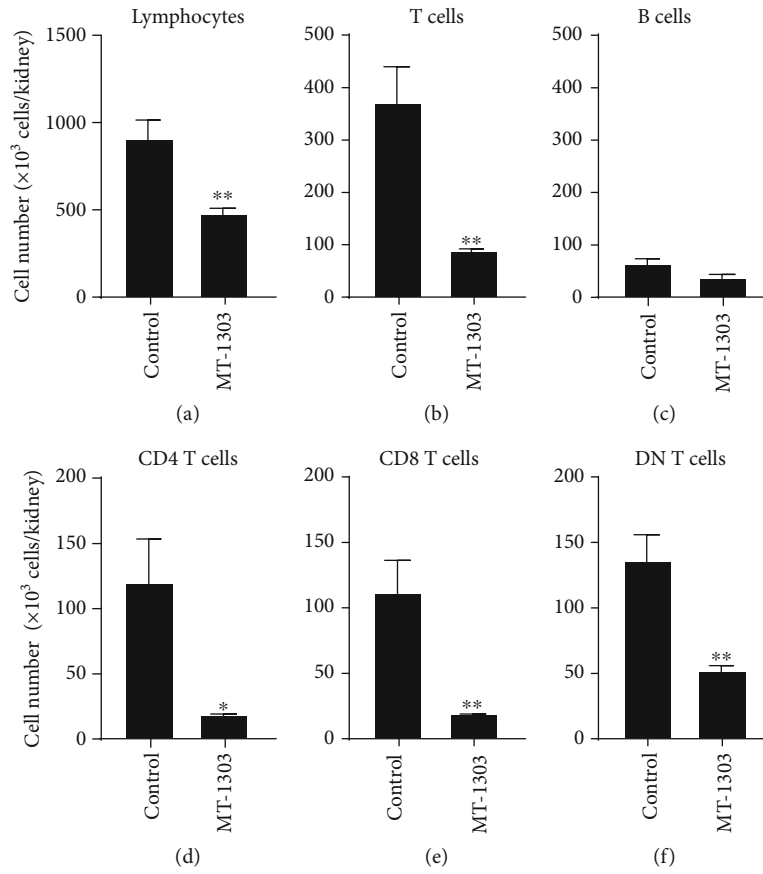 Lymphocytes
T cells
B cells
Cell number (×10³ cells/kidney)
1500
1000
500
0
**
Control
MT-1303
(a)
500
400
300
200
100
0
**
Control
MT-1303
(b)
500
400
300
200
100
0
Control
MT-1303
(c)
CD4 T cells
CD8 T cells
DN T cells
Cell number (×10³ cells/kidney)
200
150
100
50
0
*
Control
MT-1303
(d)
200
150
100
50
0
**
Control
MT-1303
(e)
200
150
100
50
0
**
Control
MT-1303
(f)